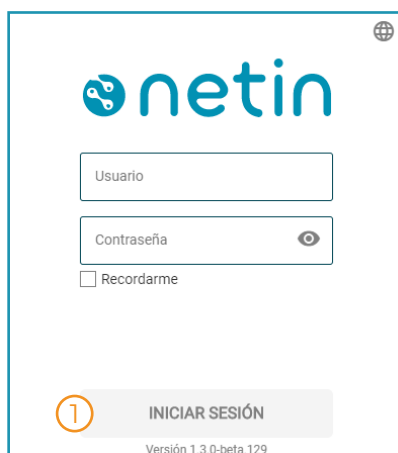 netin
Usuario
Contraseña
Recordarme
1 INICIAR SESIÓN
Versión 1.3.0-beta.129